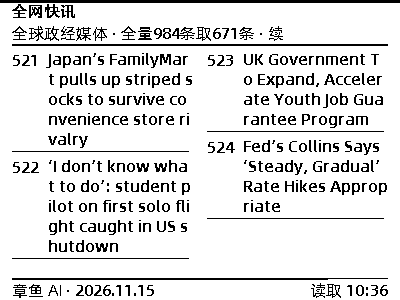 全网快讯
全球政经媒体 · 全量984条取671条 · 续
521 Japan's FamilyMar
t pulls up striped s
ocks to survive co
nvenience store ri
valry
522 ‘I don’t know wha
t to do’: student p
ilot on first solo fli
ght caught in US s
hutdown
523 UK Government T
o Expand, Acceler
ate Youth Job Gua
rantee Program
524 Fed’s Collins Says
‘Steady, Gradual’
Rate Hikes Approp
riate
章鱼 AI · 2026.11.15
读取 10:36